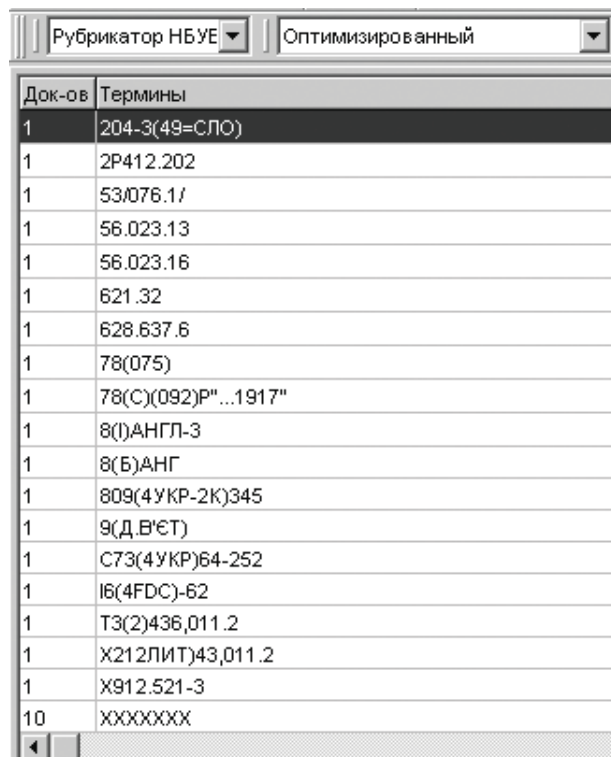 Рубрикатор НБУЕ Оптимизированный
Док-ов Термины
1 204-3(49=СЛО)
1 2Р412.202
1 53/076.1/
1 56.023.13
1 56.023.16
1 621.32
1 628.637.6
1 78(075)
1 78(С)(092)Р"...1917"
1 8(І)АНГЛ-3
1 8(Б)АНГ
1 809(4УКР-2К)345
1 9(Д.В'ЄТ)
1 С73(4УКР)64-252
1 І6(4FDC)-62
1 Т3(2)436,011.2
1 Х212ЛИТ)43,011.2
1 Х912.521-3
10 ХХХХХХХ